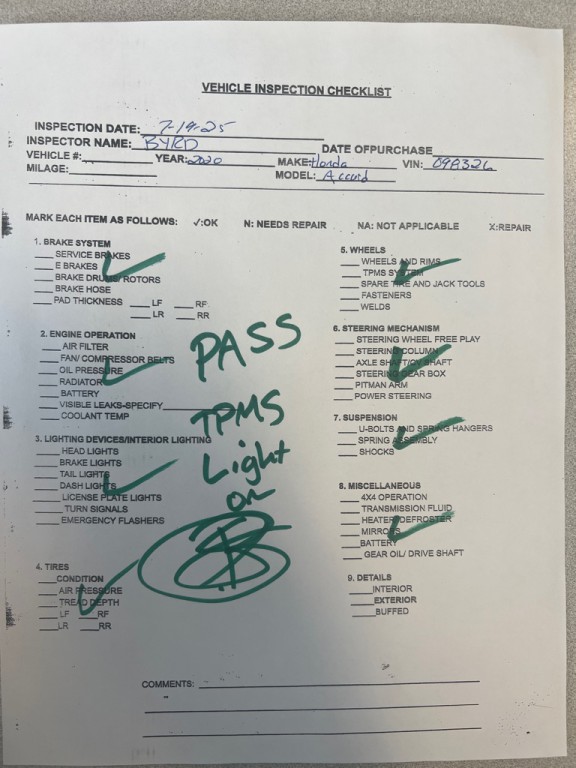 VEHICLE INSPECTION CHECKLIST
INSPECTION DATE: 7-19-25
INSPECTOR NAME: BYRD DATE OFPURCHASE
VEHICLE #: YEAR: 2020 MAKE: Honda VIN: 09A326
MILEAGE: MODEL: Accord
MARK EACH ITEM AS FOLLOWS: ✓:OK N: NEEDS REPAIR NA: NOT APPLICABLE X:REPAIR
1. BRAKE SYSTEM
SERVICE BRAKES
E BRAKES
BRAKE DRUMS/ROTORS
BRAKE HOSE
PAD THICKNESS LF RF
LR RR
2. ENGINE OPERATION
AIR FILTER
FAN/ COMPRESSOR BELTS
OIL PRESSURE
RADIATOR
BATTERY
VISIBLE LEAKS-SPECIFY
COOLANT TEMP
3. LIGHTING DEVICES/INTERIOR LIGHTING
HEAD LIGHTS
BRAKE LIGHTS
TAIL LIGHTS
DASH LIGHTS
LICENSE PLATE LIGHTS
TURN SIGNALS
EMERGENCY FLASHERS
4. TIRES
CONDITION
AIR PRESSURE
TREAD DEPTH
LF RF
LR RR
PASS
TPMS
Light
on
5. WHEELS
WHEELS AND RIMS
TPMS SYSTEM
SPARE TIRE AND JACK TOOLS
FASTENERS
WELDS
6. STEERING MECHANISM
STEERING WHEEL FREE PLAY
STEERING COLUMN
AXLE SHAFT/CV SHAFT
STEERING GEAR BOX
PITMAN ARM
POWER STEERING
7. SUSPENSION
U-BOLTS AND SPRING HANGERS
SPRING ASSEMBLY
SHOCKS
8. MISCELLANEOUS
4X4 OPERATION
TRANSMISSION FLUID
HEATER/DEFROSTER
MIRRORS
BATTERY
GEAR OIL/ DRIVE SHAFT
9. DETAILS
INTERIOR
EXTERIOR
BUFFED
COMMENTS: